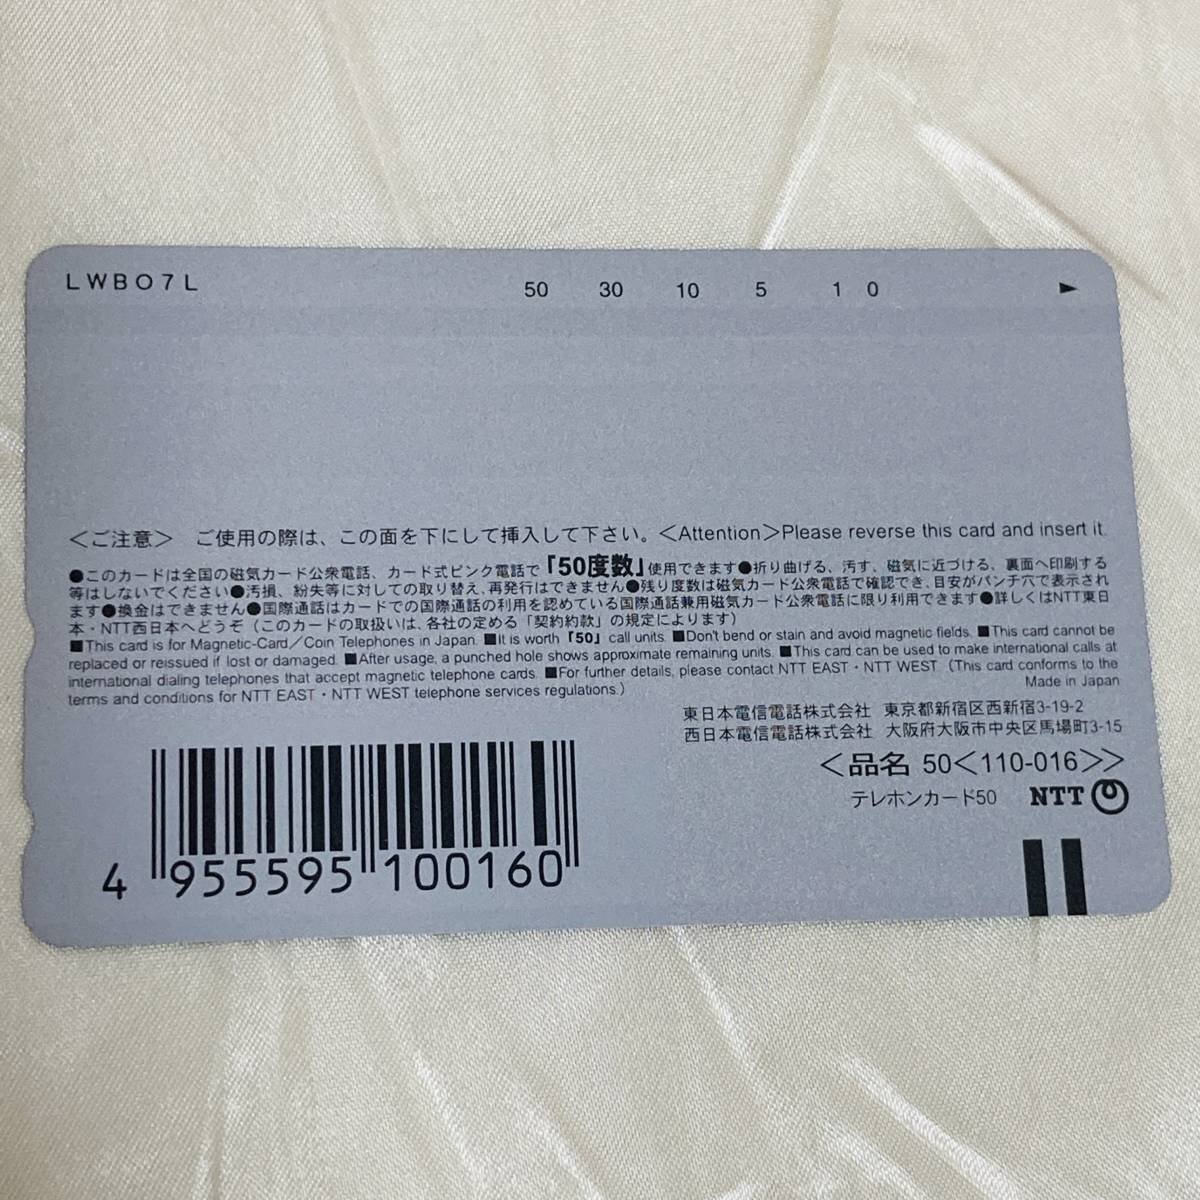 LWB07L
50 30 10 5 1 0 ►
＜ご注意＞ ご使用の際は、この面を下にして挿入して下さい。＜Attention＞Please reverse this card and insert it.
●このカードは全国の磁気カード公衆電話、カード式ピンク電話で「50度数」使用できます●折り曲げる、汚す、磁気に近づける、裏面へ印刷する
等はしないでください●汚損、紛失等に対しての取り替え、再発行はできません●残り度数は磁気カード公衆電話で確認でき、目安がパンチ穴で表示され
ます●換金はできません●国際通話はカードでの国際通話の利用を認めている国際通話兼用磁気カード公衆電話に限り利用できます●詳しくはNTT東日
本・NTT西日本へどうぞ（このカードの取扱いは、各社の定める「契約約款」の規定によります）
■This card is for Magnetic-Card／Coin Telephones in Japan. ■It is worth「50」call units. ■Don't bend or stain and avoid magnetic fields. ■This card cannot be
replaced or reissued if lost or damaged. ■After usage, a punched hole shows approximate remaining units. ■This card can be used to make international calls at
international dialing telephones that accept magnetic telephone cards. ■For further details, please contact NTT EAST・NTT WEST（This card conforms to the
terms and conditions for NTT EAST・NTT WEST telephone services regulations.）
Made in Japan
東日本電信電話株式会社 東京都新宿区西新宿3-19-2
西日本電信電話株式会社 大阪府大阪市中央区馬場町3-15
＜品名 50＜110-016＞＞
テレホンカード50 NTT
4 955595 100160